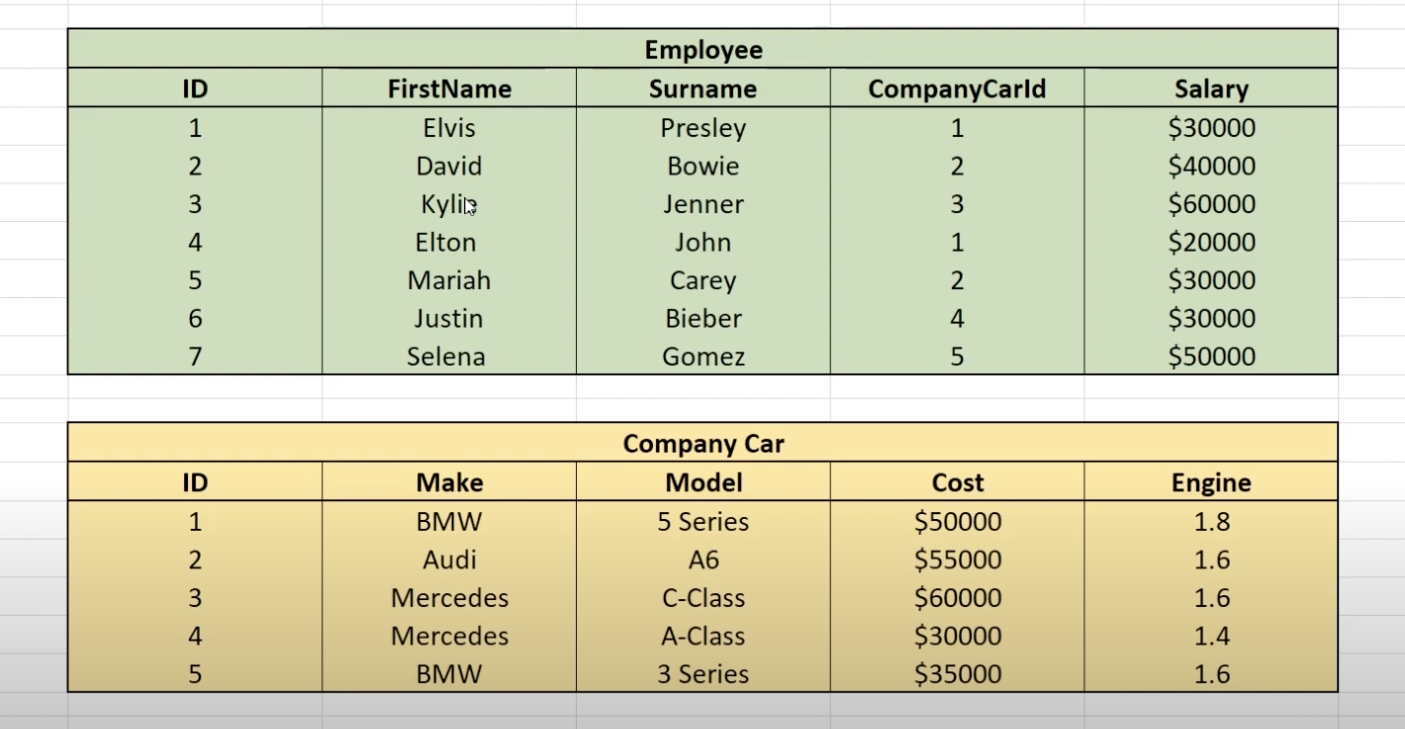 Employee
ID FirstName Surname CompanyCarId Salary
1 Elvis Presley 1 $30000
2 David Bowie 2 $40000
3 Kylie Jenner 3 $60000
4 Elton John 1 $20000
5 Mariah Carey 2 $30000
6 Justin Bieber 4 $30000
7 Selena Gomez 5 $50000
Company Car
ID Make Model Cost Engine
1 BMW 5 Series $50000 1.8
2 Audi A6 $55000 1.6
3 Mercedes C-Class $60000 1.6
4 Mercedes A-Class $30000 1.4
5 BMW 3 Series $35000 1.6